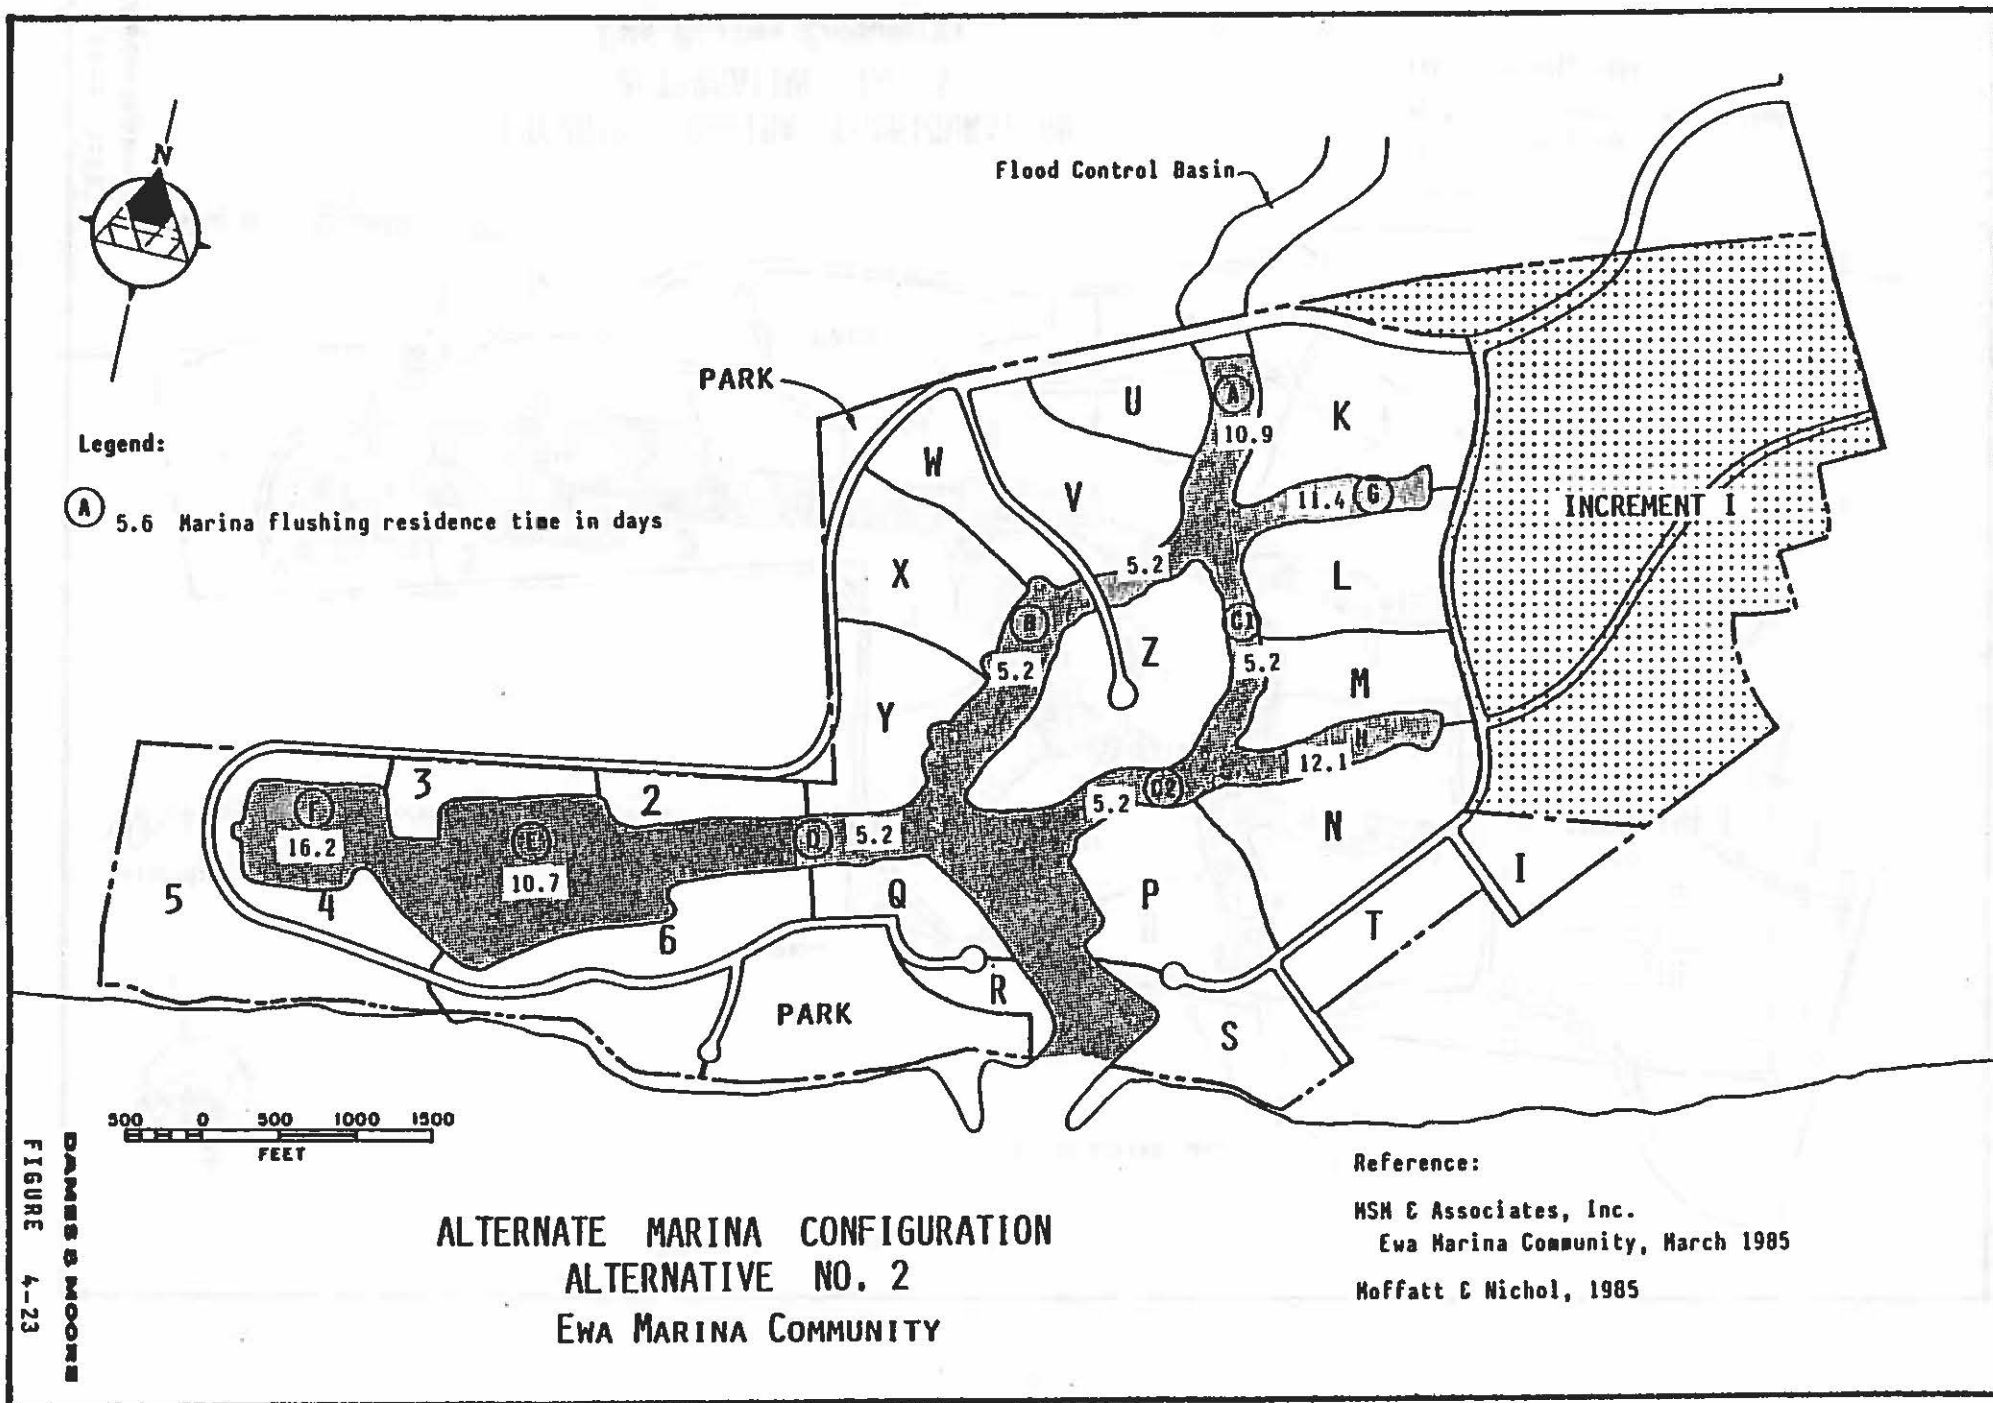 N
Flood Control Basin
PARK
Legend:
A 5.6 Marina flushing residence time in days
U
A
10.9
K
W
V
11.4 G
INCREMENT I
X
5.2
L
B
C1
Z
5.2
5.2
M
Y
H
12.1
3
2
5.2
C2
F
16.2
E
10.7
D
5.2
N
I
5
4
Q
P
6
T
R
PARK
S
500 0 500 1000 1500
FEET
Reference:
MSM & Associates, Inc.
Ewa Marina Community, March 1985
Moffatt & Nichol, 1985
ALTERNATE MARINA CONFIGURATION
ALTERNATIVE NO. 2
EWA MARINA COMMUNITY
DAMES & MOORE
FIGURE 4-23